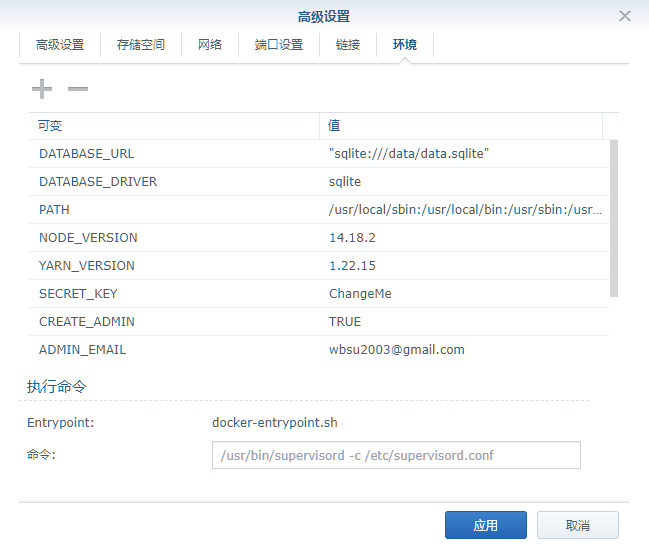 高级设置
高级设置 存储空间 网络 端口设置 链接 环境
可变 值
DATABASE_URL "sqlite:///data/data.sqlite"
DATABASE_DRIVER sqlite
PATH /usr/local/sbin:/usr/local/bin:/usr/sbin:/usr...
NODE_VERSION 14.18.2
YARN_VERSION 1.22.15
SECRET_KEY ChangeMe
CREATE_ADMIN TRUE
ADMIN_EMAIL wbsu2003@gmail.com
执行命令
Entrypoint: docker-entrypoint.sh
命令: /usr/bin/supervisord -c /etc/supervisord.conf
应用 取消